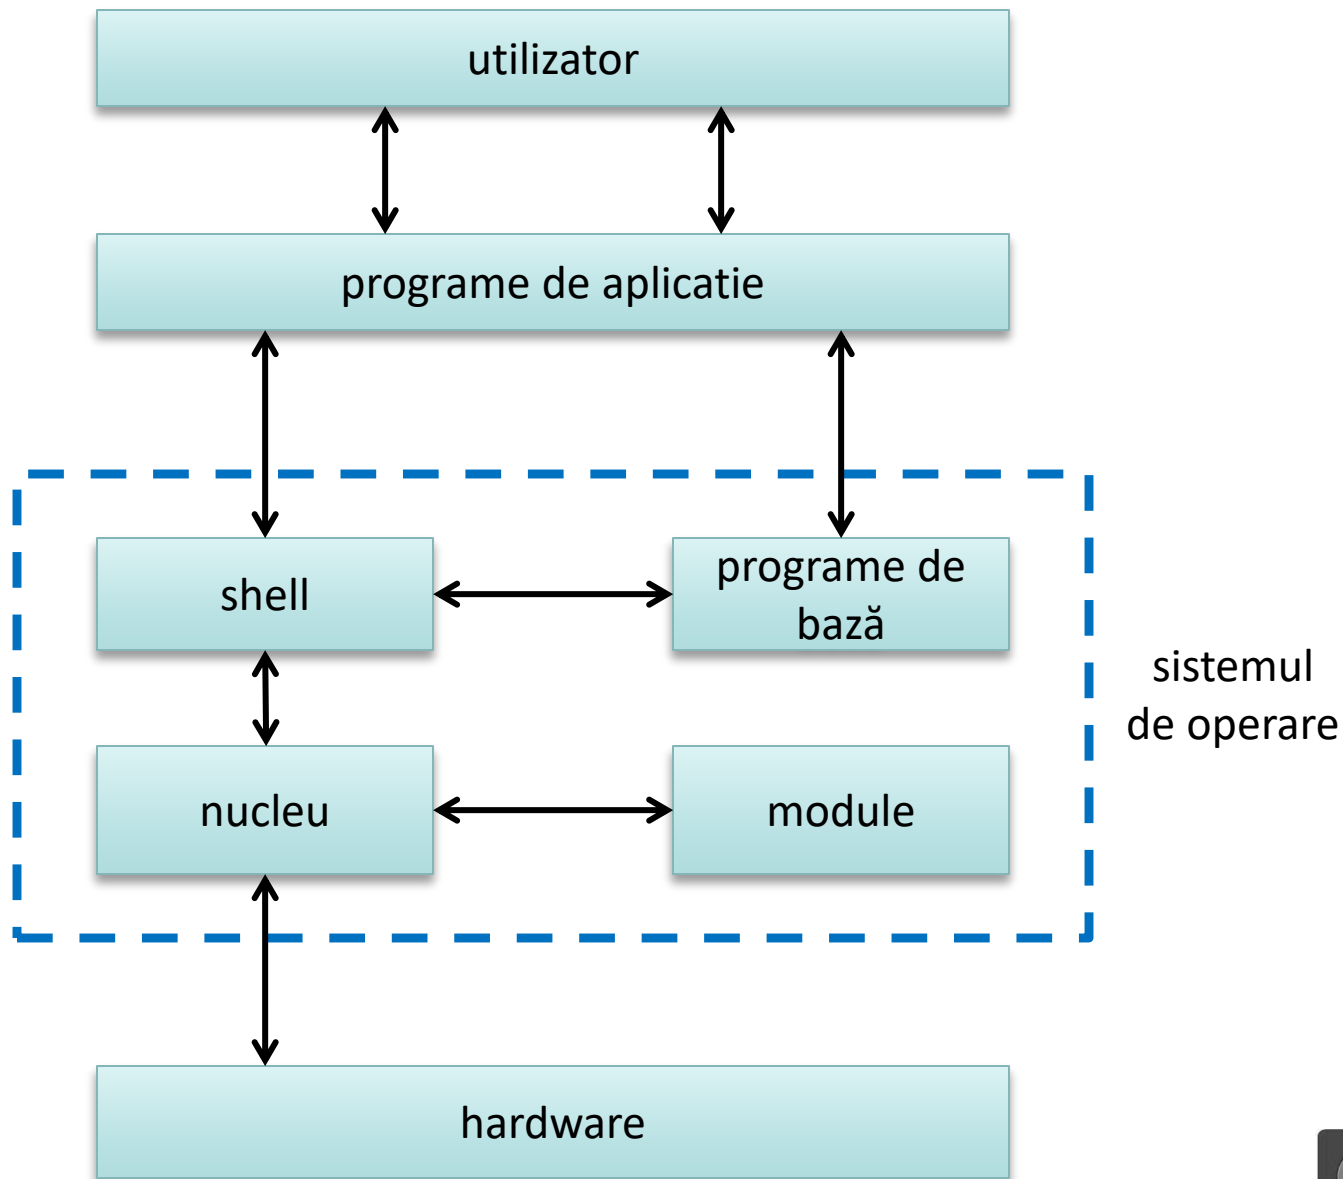 utilizator
programe de aplicatie
shell
programe de
bază
sistemul
de operare
nucleu
module
hardware